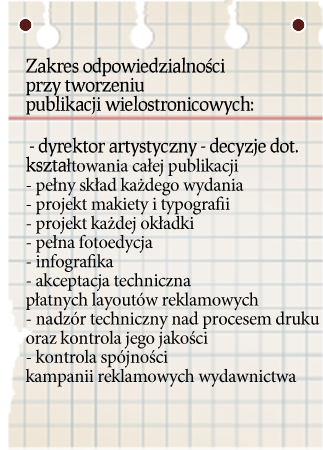 Zakres odpowiedzialności
przy tworzeniu
publikacji wielostronicowych:
- dyrektor artystyczny - decyzje dot.
kształtowania całej publikacji
- pełny skład każdego wydania
- projekt makiety i typografii
- projekt każdej okładki
- pełna fotoedycja
- infografika
- akceptacja techniczna
płatnych layoutów reklamowych
- nadzór techniczny nad procesem druku
oraz kontrola jego jakości
- kontrola spójności
kampanii reklamowych wydawnictwa